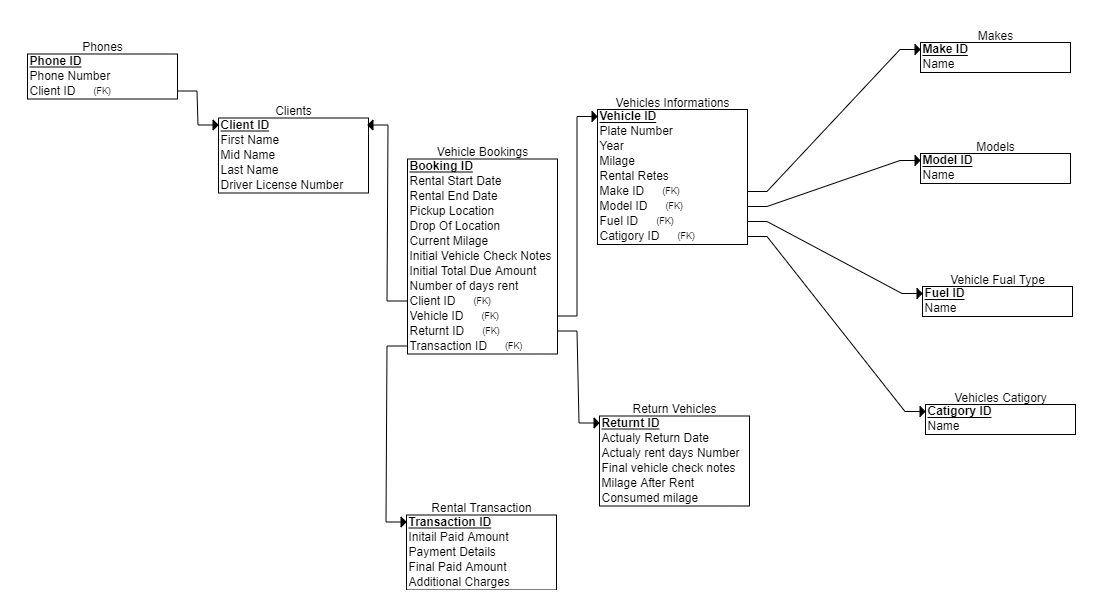 Phones
Phone ID
Phone Number
Client ID (FK)
Clients
Client ID
First Name
Mid Name
Last Name
Driver License Number
Vehicle Bookings
Booking ID
Rental Start Date
Rental End Date
Pickup Location
Drop Of Location
Current Milage
Initial Vehicle Check Notes
Initial Total Due Amount
Number of days rent
Client ID (FK)
Vehicle ID (FK)
Returnt ID (FK)
Transaction ID (FK)
Vehicles Informations
Vehicle ID
Plate Number
Year
Milage
Rental Retes
Make ID (FK)
Model ID (FK)
Fuel ID (FK)
Catigory ID (FK)
Makes
Make ID
Name
Models
Model ID
Name
Vehicle Fual Type
Fuel ID
Name
Vehicles Catigory
Catigory ID
Name
Return Vehicles
Returnt ID
Actualy Return Date
Actualy rent days Number
Final vehicle check notes
Milage After Rent
Consumed milage
Rental Transaction
Transaction ID
Initail Paid Amount
Payment Details
Final Paid Amount
Additional Charges